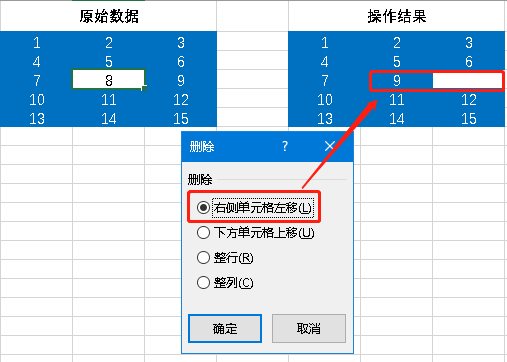 原始数据 操作结果
1 2 3 1 2 3
4 5 6 4 5 6
7 8 9 7 9
10 11 12 10 11 12
13 14 15 13 14 15
删除 ? ×
删除
右侧单元格左移(L)
下方单元格上移(U)
整行(R)
整列(C)
确定 取消